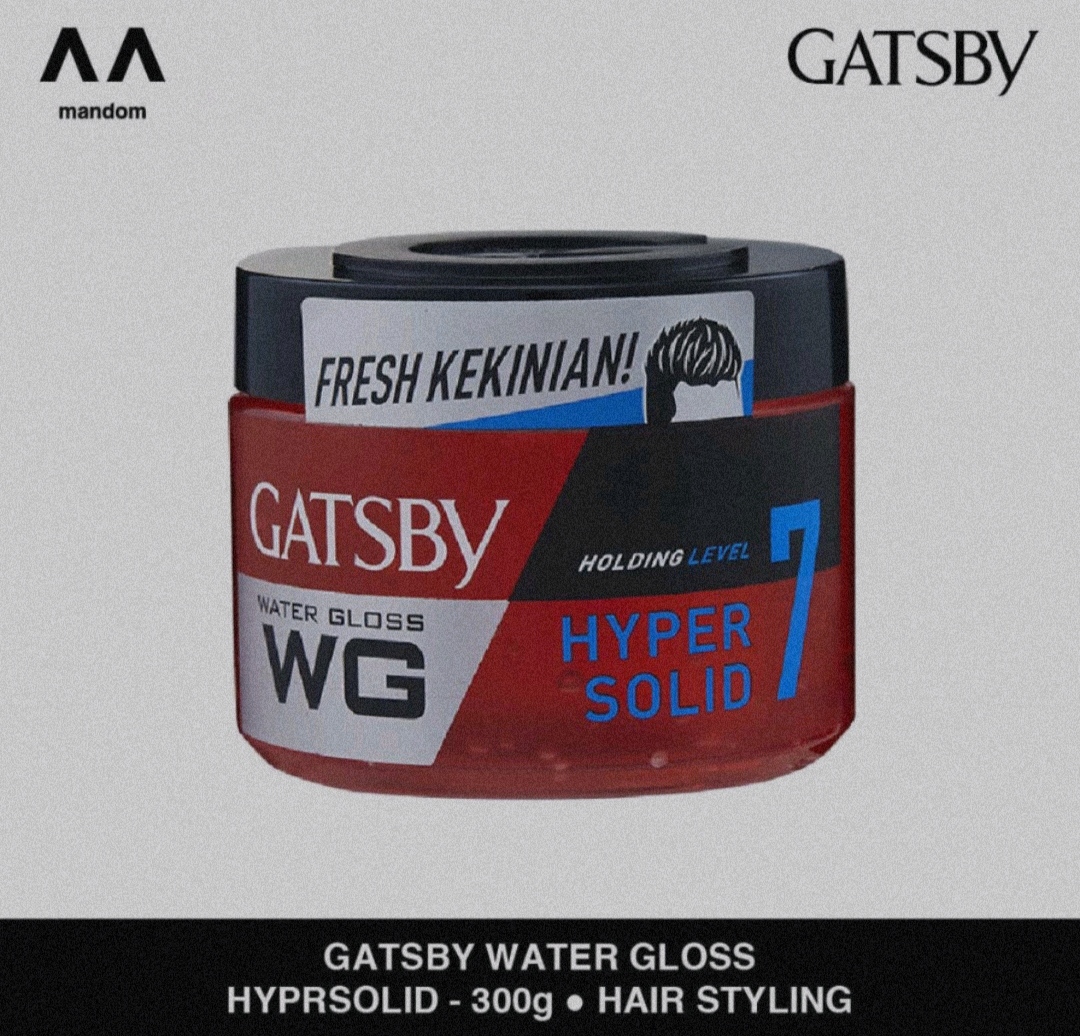 mandom
GATSBY
FRESH KEKINIAN!
GATSBY
HOLDING LEVEL 7
WATER GLOSS
WG
HYPER
SOLID
GATSBY WATER GLOSS
HYPRSOLID - 300g ● HAIR STYLING